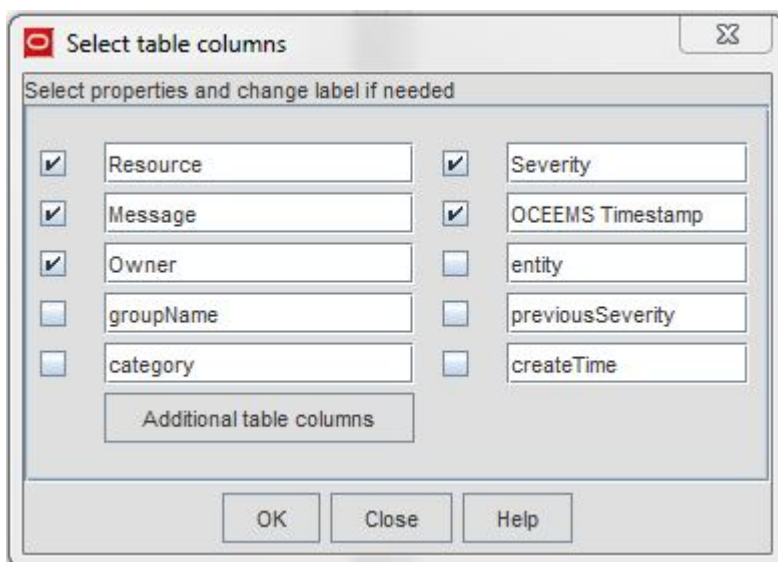 Select table columns
Select properties and change label if needed
Resource Severity
Message OCEEMS Timestamp
Owner entity
groupName previousSeverity
category createTime
Additional table columns
OK Close Help